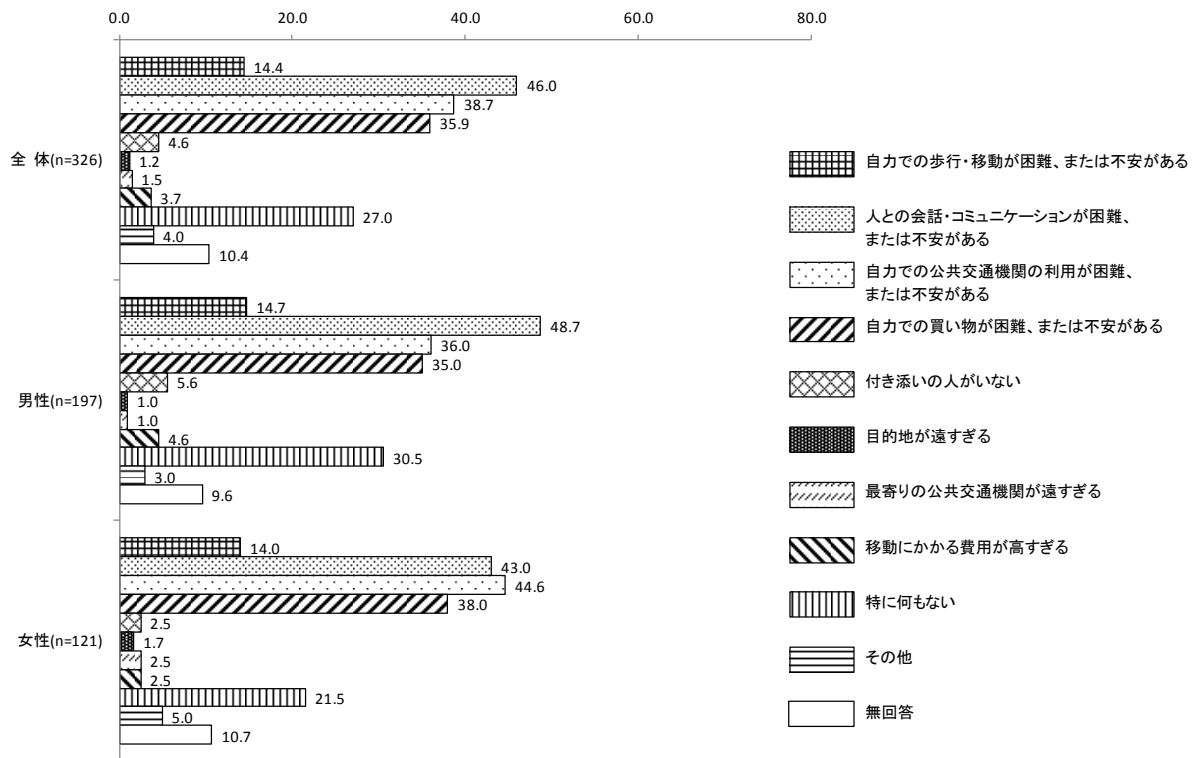 0.0 20.0 40.0 60.0 80.0
14.4
46.0
38.7
35.9
4.6
全 体(n=326)
1.2
1.5
3.7
27.0
4.0
10.4
14.7
48.7
36.0
35.0
5.6
男性(n=197)
1.0
1.0
4.6
30.5
3.0
9.6
14.0
43.0
44.6
38.0
2.5
女性(n=121)
1.7
2.5
2.5
21.5
5.0
10.7
自力での歩行・移動が困難、または不安がある
人との会話・コミュニケーションが困難、
または不安がある
自力での公共交通機関の利用が困難、
または不安がある
自力での買い物が困難、または不安がある
付き添いの人がいない
目的地が遠すぎる
最寄りの公共交通機関が遠すぎる
移動にかかる費用が高すぎる
特に何もない
その他
無回答